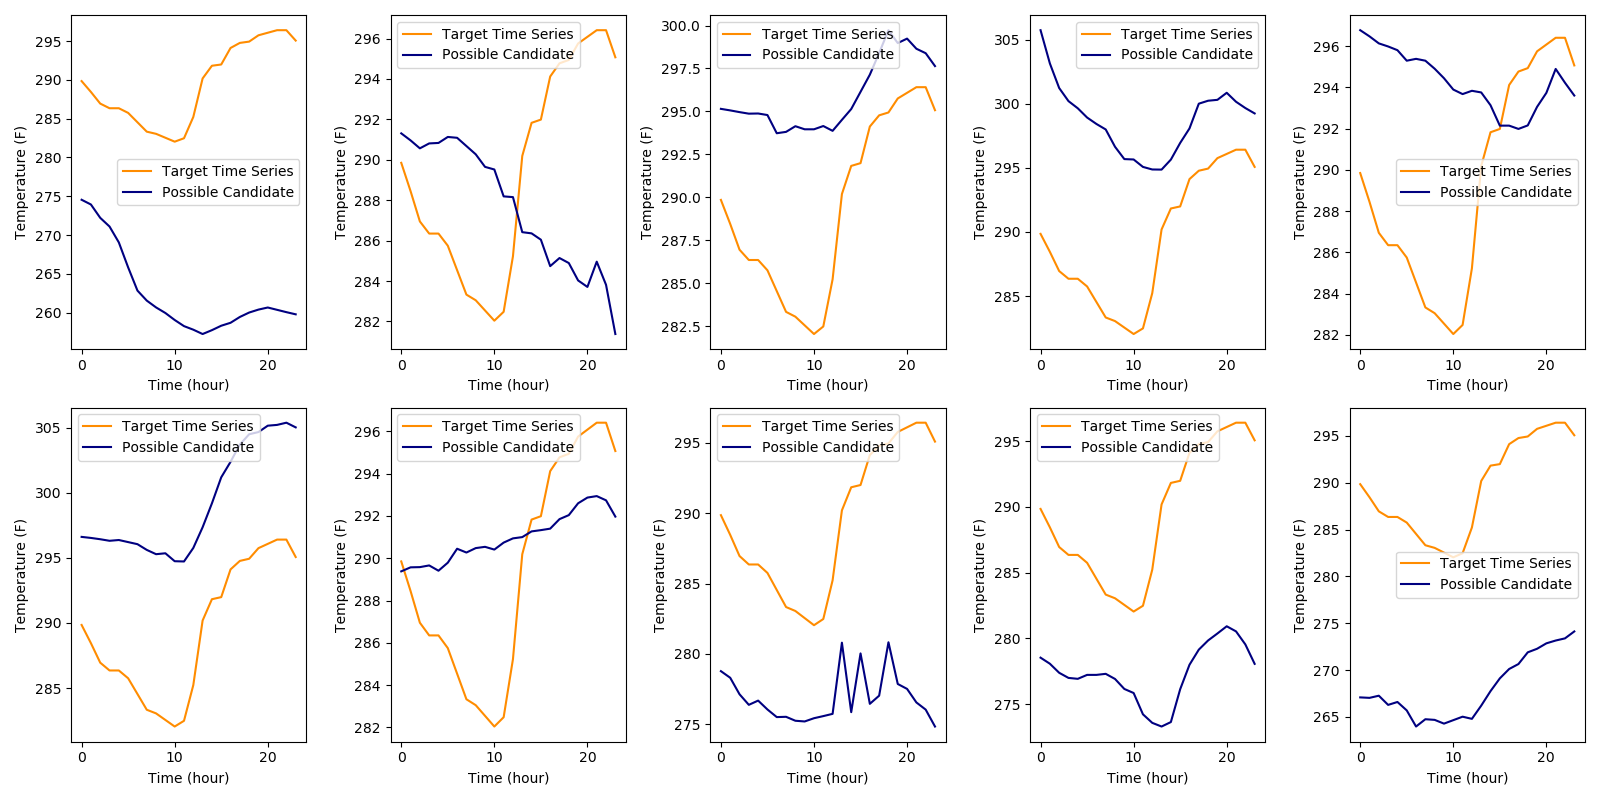 295
290
285
280
275
270
265
260
0
10
20
Temperature (F)
Time (hour)
Target Time Series
Possible Candidate
296
294
292
290
288
286
284
282
0
10
20
Temperature (F)
Time (hour)
Target Time Series
Possible Candidate
300.0
297.5
295.0
292.5
290.0
287.5
285.0
282.5
0
10
20
Temperature (F)
Time (hour)
Target Time Series
Possible Candidate
305
300
295
290
285
0
10
20
Temperature (F)
Time (hour)
Target Time Series
Possible Candidate
296
294
292
290
288
286
284
282
0
10
20
Temperature (F)
Time (hour)
Target Time Series
Possible Candidate
305
300
295
290
285
0
10
20
Temperature (F)
Time (hour)
Target Time Series
Possible Candidate
296
294
292
290
288
286
284
282
0
10
20
Temperature (F)
Time (hour)
Target Time Series
Possible Candidate
295
290
285
280
275
0
10
20
Temperature (F)
Time (hour)
Target Time Series
Possible Candidate
295
290
285
280
275
0
10
20
Temperature (F)
Time (hour)
Target Time Series
Possible Candidate
295
290
285
280
275
270
265
0
10
20
Temperature (F)
Time (hour)
Target Time Series
Possible Candidate